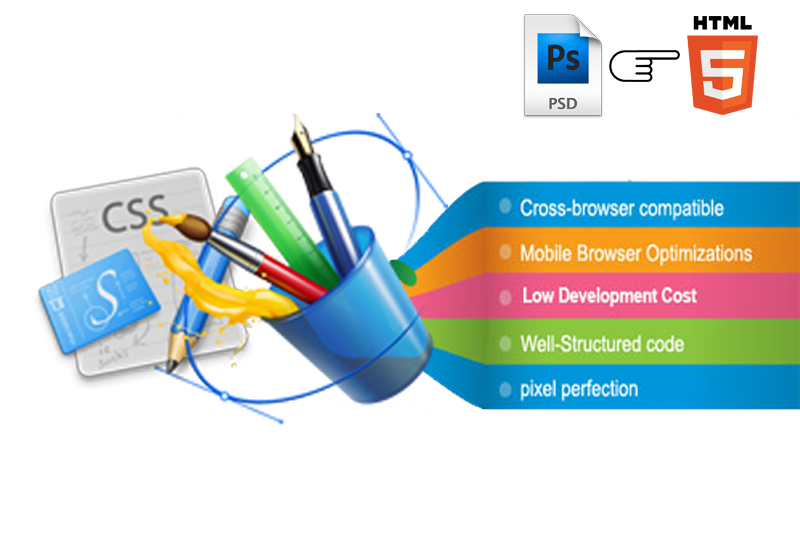 HTML
5
Ps
PSD
CSS
S
Cross-browser compatible
Mobile Browser Optimizations
Low Development Cost
Well-Structured code
pixel perfection